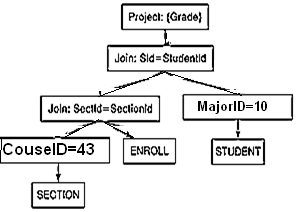 Project: {Grade}
Join: SId=StudentId
Join: SectId=SectionId
MajorID=10
CouseID=43
ENROLL
STUDENT
SECTION